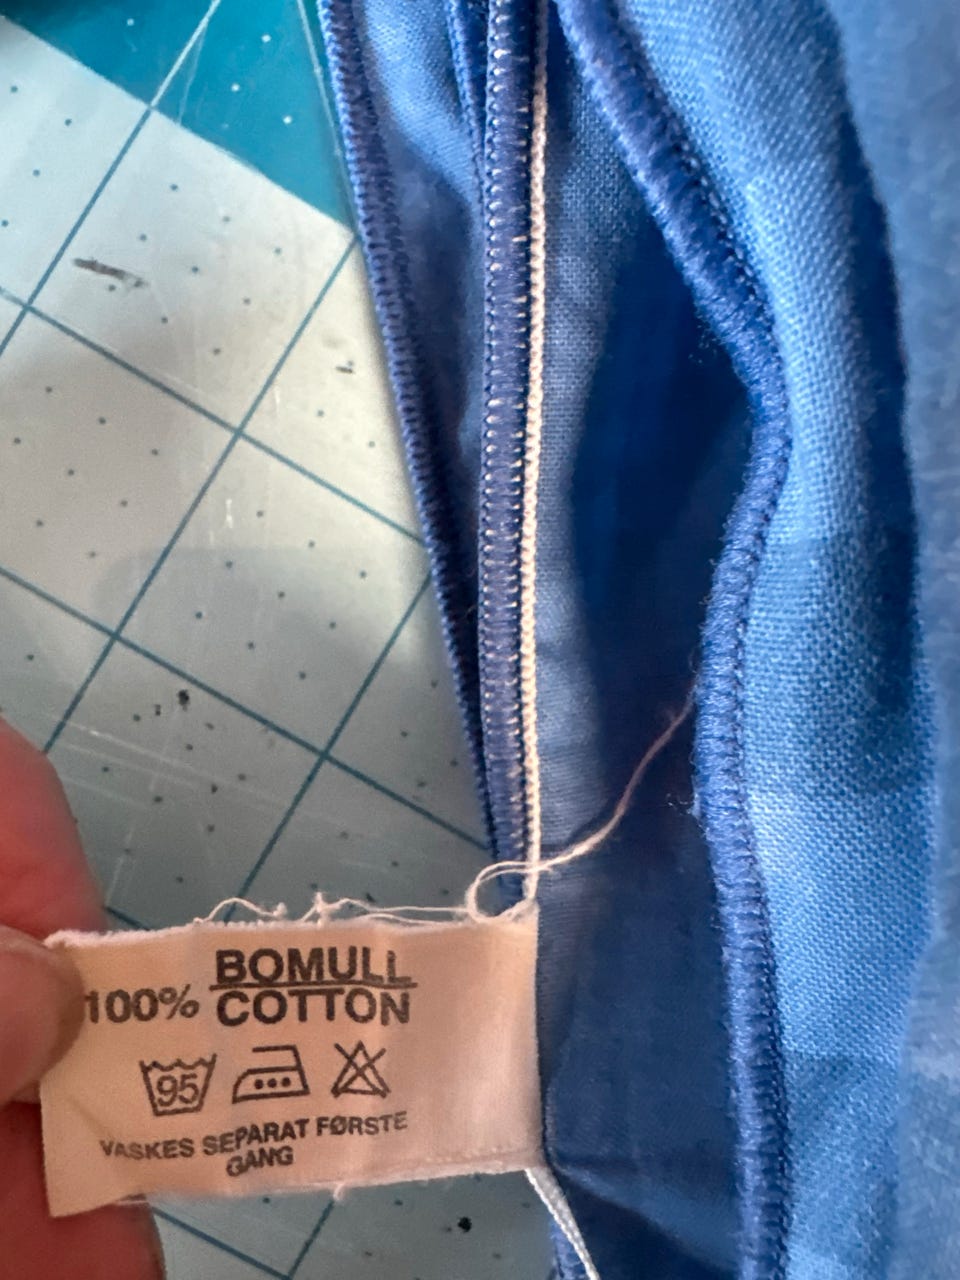 BOMULL
100% COTTON
95
VASKES SEPARAT FØRSTE
GANG